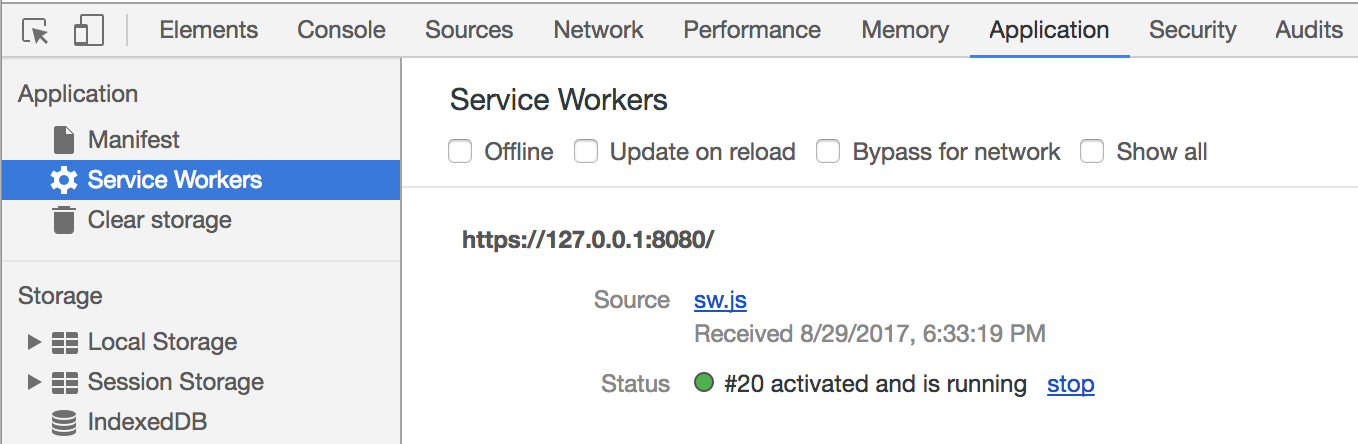 Elements Console Sources Network Performance Memory Application Security Audits
Application
Manifest
Service Workers
Clear storage
Storage
Local Storage
Session Storage
IndexedDB
Service Workers
Offline Update on reload Bypass for network Show all
https://127.0.0.1:8080/
Source sw.js
Received 8/29/2017, 6:33:19 PM
Status #20 activated and is running stop